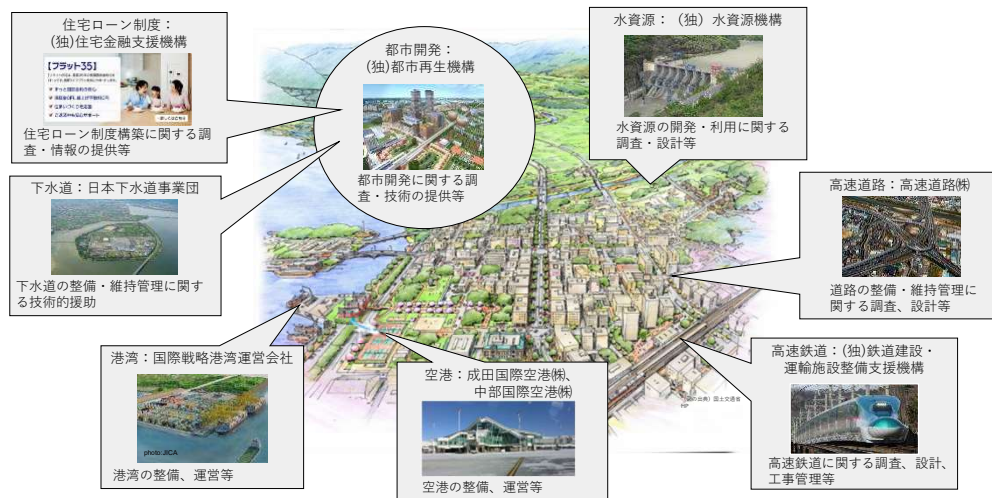 住宅ローン制度：
(独)住宅金融支援機構
【フラット35】
住宅ローン制度構築に関する調
査・情報の提供等
都市開発：
(独)都市再生機構
都市開発に関する調
査・技術の提供等
水資源：（独）水資源機構
水資源の開発・利用に関する
調査・設計等
下水道：日本下水道事業団
下水道の整備・維持管理に関す
る技術的援助
高速道路：高速道路㈱
道路の整備・維持管理に
関する調査、設計等
港湾：国際戦略港湾運営会社
photo:JICA
港湾の整備、運営等
空港：成田国際空港㈱、
中部国際空港㈱
空港の整備、運営等
高速鉄道：(独)鉄道建設・
運輸施設整備支援機構
高速鉄道に関する調査、設計、
工事管理等
の出典）国土交通省
HP